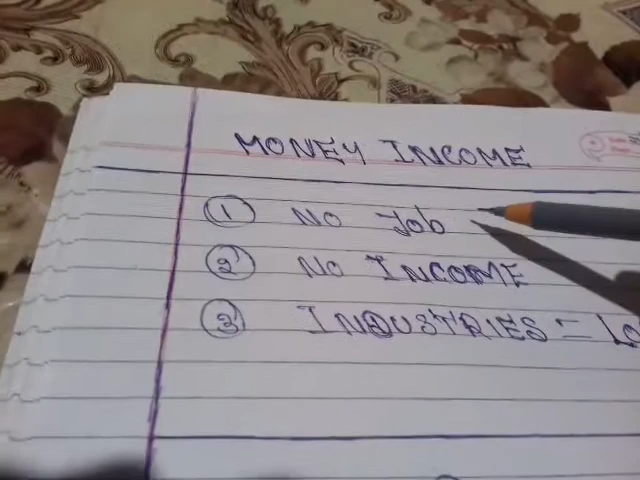 MONEY INCOME
① No Job
② No INCOME
③ INDUSTRIES =